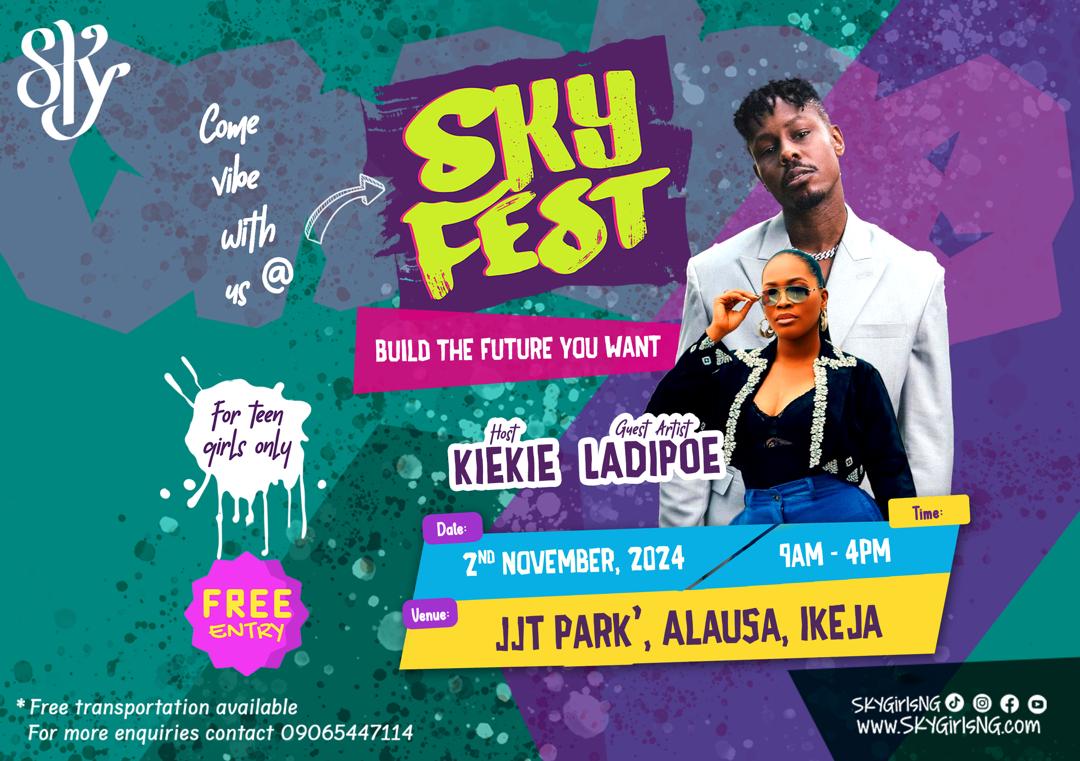 Sky
Come
vibe
with
us @
SKY
FEST
BUILD THE FUTURE YOU WANT
For teen
girls only
Host
KIEKIE
Guest Artist
LADIPOE
Date:
2ND NOVEMBER, 2024
Time:
9AM - 4PM
Venue:
JJT PARK', ALAUSA, IKEJA
FREE
ENTRY
* Free transportation available
For more enquiries contact 09065447114
SKYGirlsNG
www.SKYGirlsNG.com